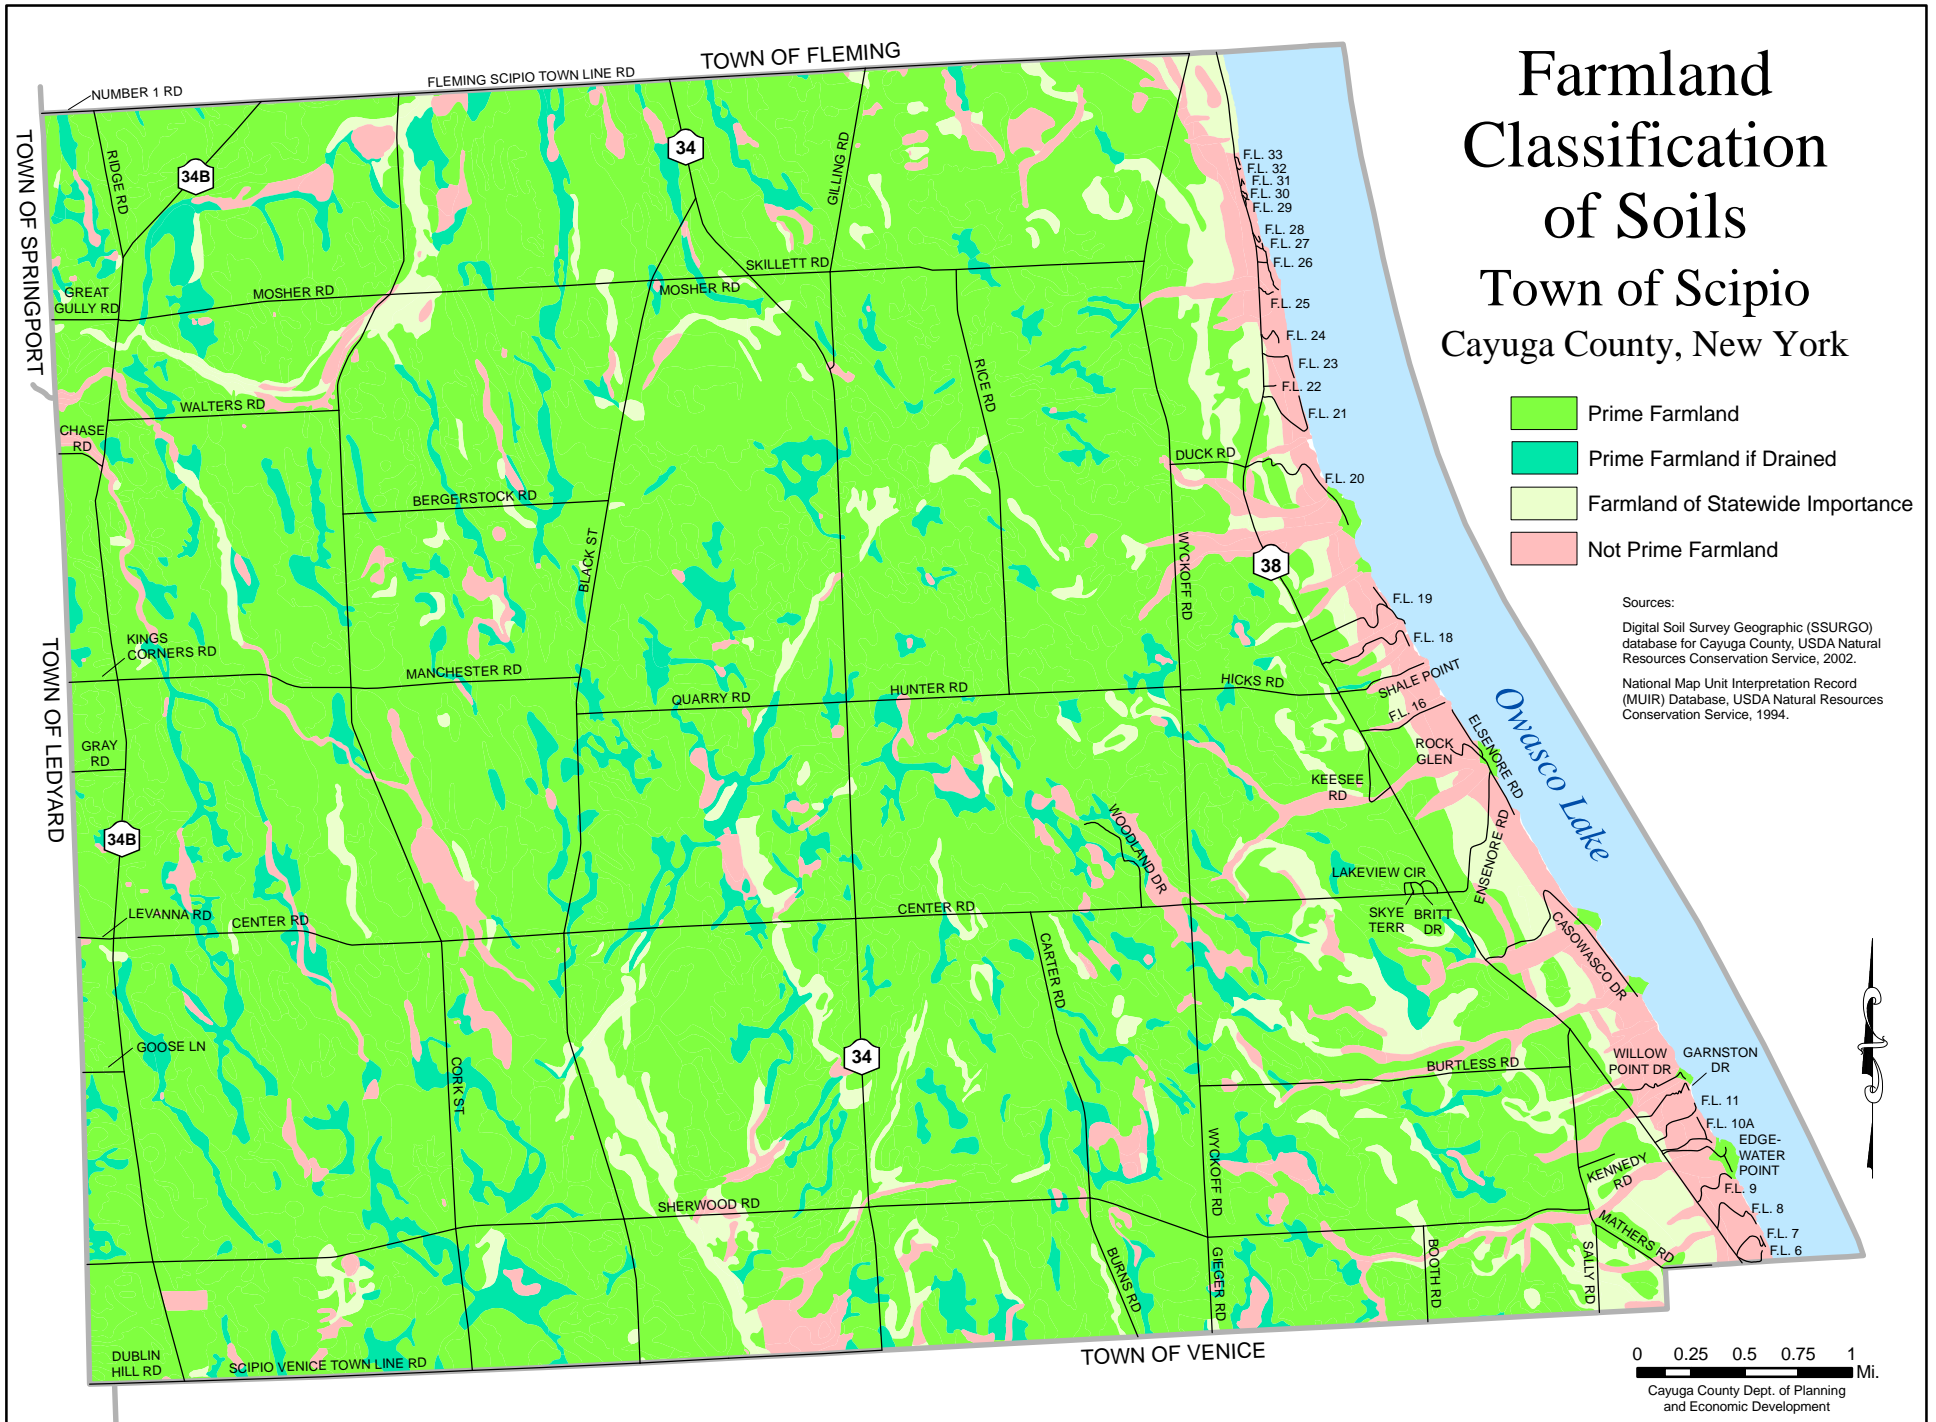 Farmland
Classification
of Soils
Town of Scipio
Cayuga County, New York
Prime Farmland
Prime Farmland if Drained
Farmland of Statewide Importance
Not Prime Farmland
Sources:
Digital Soil Survey Geographic (SSURGO)
database for Cayuga County, USDA Natural
Resources Conservation Service, 2002.
National Map Unit Interpretation Record
(MUIR) Database, USDA Natural Resources
Conservation Service, 1994.
TOWN OF FLEMING
FLEMING SCIPIO TOWN LINE RD
NUMBER 1 RD
TOWN OF SPRINGPORT
RIDGE RD
34B
34
GILLING RD
F.L. 33
F.L. 32
F.L. 31
F.L. 30
F.L. 29
F.L. 28
F.L. 27
F.L. 26
F.L. 25
F.L. 24
F.L. 23
F.L. 22
F.L. 21
F.L. 20
SKILLETT RD
MOSHER RD
MOSHER RD
GREAT
GULLY RD
RICE RD
WALTERS RD
CHASE
RD
DUCK RD
BERGERSTOCK RD
BLACK ST
WYCKOFF RD
38
F.L. 19
F.L. 18
SHALE POINT
F.L. 16
TOWN OF LEDYARD
KINGS
CORNERS RD
MANCHESTER RD
QUARRY RD
HUNTER RD
HICKS RD
ELSENORE RD
ROCK
GLEN
KEESEE
RD
Owasco Lake
GRAY
RD
34B
WOODLAND DR
ENSENORE RD
LAKEVIEW CIR
SKYE
TERR
BRITT
DR
CASOWASCO DR
LEVANNA RD
CENTER RD
CENTER RD
CARTER RD
GOOSE LN
CORK ST
34
BURTLESS RD
WILLOW
POINT DR
GARNSTON
DR
F.L. 11
F.L. 10A
EDGE-
WATER
POINT
F.L. 9
F.L. 8
F.L. 7
F.L. 6
WYCKOFF RD
KENNEDY
RD
MATHERS RD
SHERWOOD RD
BURNS RD
GIEGER RD
BOOTH RD
SALLY RD
DUBLIN
HILL RD
SCIPIO VENICE TOWN LINE RD
TOWN OF VENICE
0 0.25 0.5 0.75 1
Mi.
Cayuga County Dept. of Planning
and Economic Development